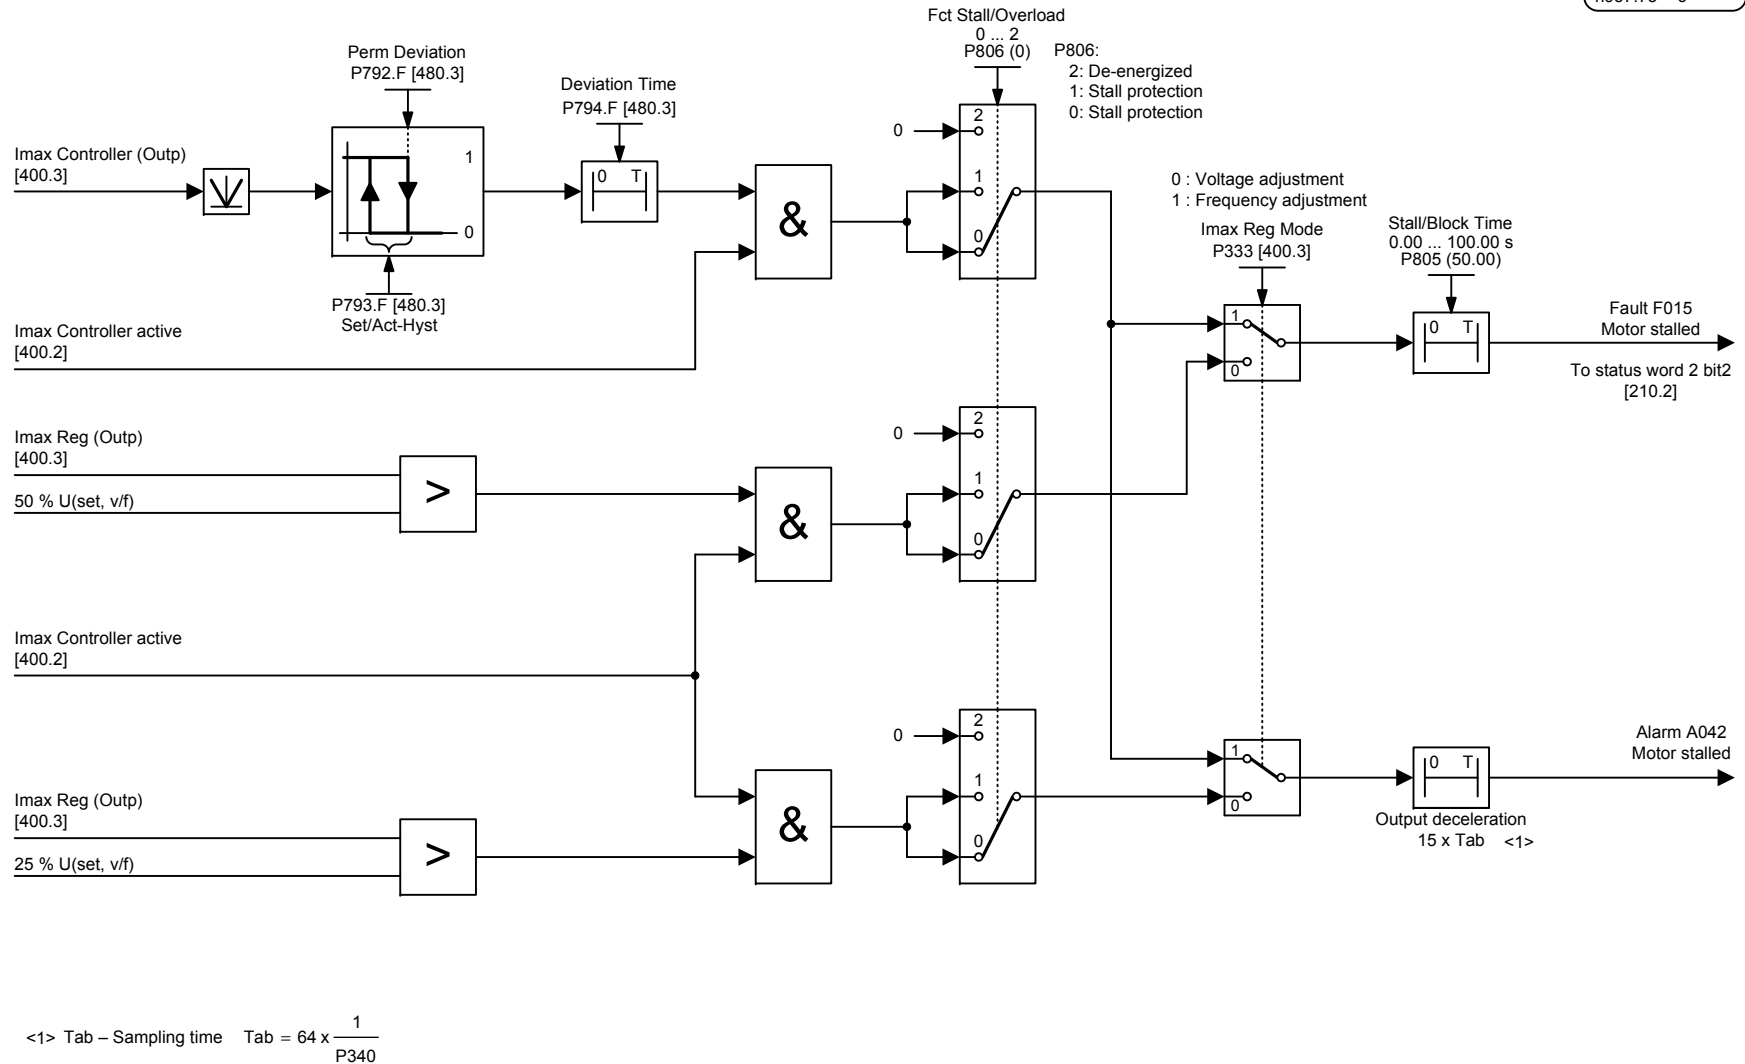 Fct Stall/Overload
0 ... 2
P806 (0)
P806:
2: De-energized
1: Stall protection
0: Stall protection
Perm Deviation
P792.F [480.3]
Deviation Time
P794.F [480.3]
Imax Controller (Outp)
[400.3]
1
0
0 T
&
0
2
1
0
P793.F [480.3]
Set/Act-Hyst
Imax Controller active
[400.2]
0 : Voltage adjustment
1 : Frequency adjustment
Imax Reg Mode
P333 [400.3]
Stall/Block Time
0.00 ... 100.00 s
P805 (50.00)
1
0
0 T
Fault F015
Motor stalled
To status word 2 bit2
[210.2]
Imax Reg (Outp)
[400.3]
50 % U(set, v/f)
>
&
0
2
1
0
Imax Controller active
[400.2]
Imax Reg (Outp)
[400.3]
25 % U(set, v/f)
>
&
0
2
1
0
1
0
0 T
Output deceleration
15 x Tab <1>
Alarm A042
Motor stalled
<1> Tab – Sampling time Tab = 64 x 1
P340